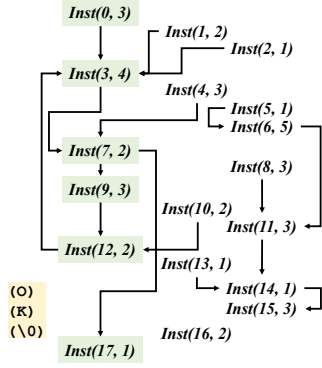 Inst(0, 3)
Inst(1, 2)
Inst(2, 1)
Inst(3, 4)
Inst(4, 3)
Inst(5, 1)
Inst(6, 5)
Inst(7, 2)
Inst(8, 3)
Inst(9, 3)
Inst(10, 2)
Inst(11, 3)
Inst(12, 2)
Inst(13, 1)
(O)
(K)
(\0)
Inst(14, 1)
Inst(15, 3)
Inst(16, 2)
Inst(17, 1)